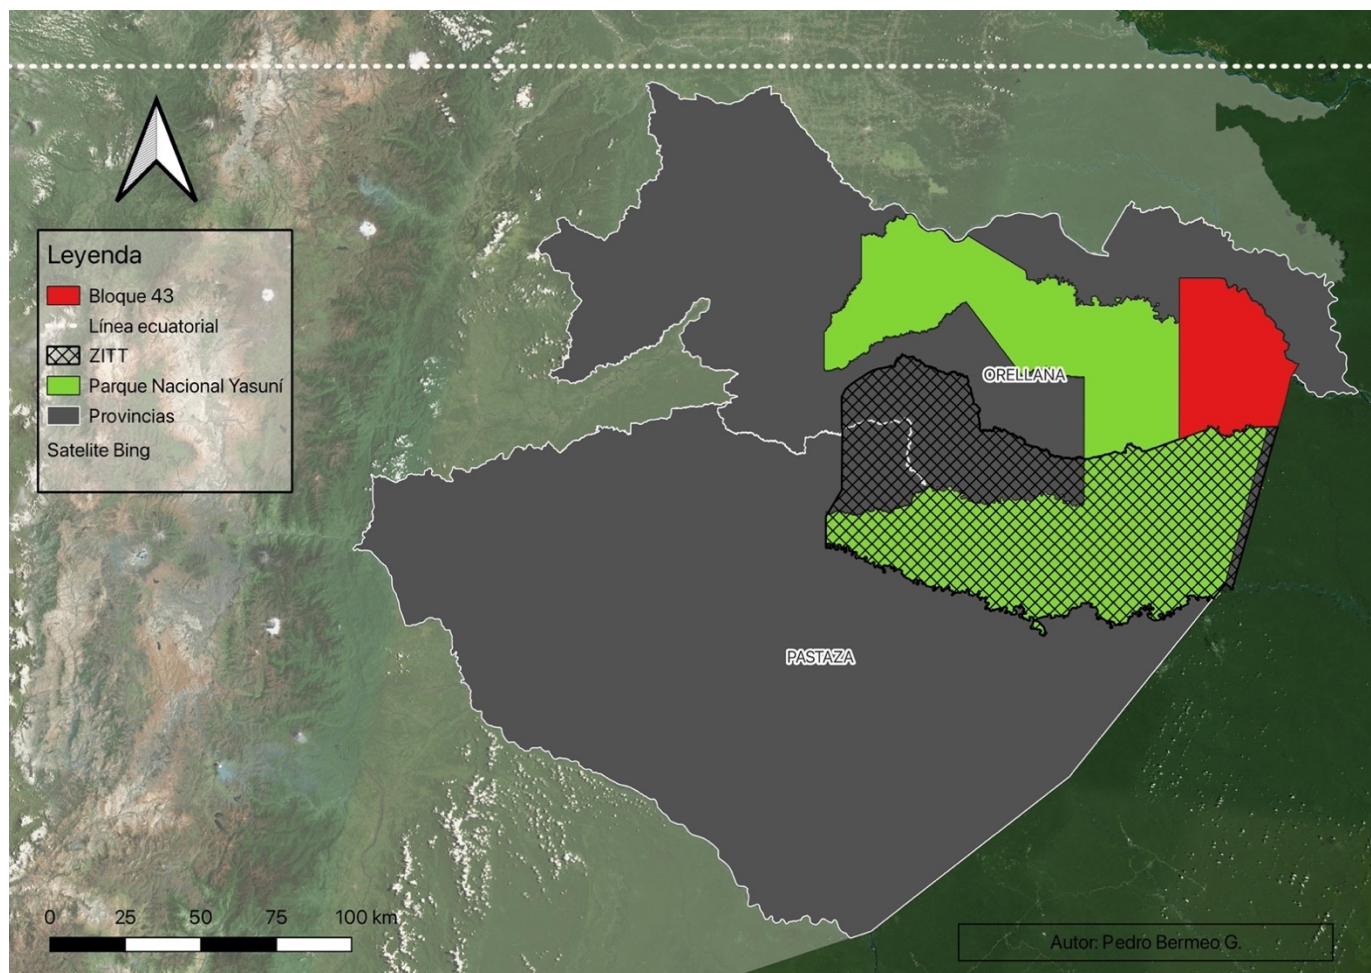 Leyenda
Bloque 43
Línea ecuatorial
ZITT
Parque Nacional Yasuní
Provincias
Satelite Bing
ORELLANA
PASTAZA
0 25 50 75 100 km
Autor: Pedro Bermeo G.